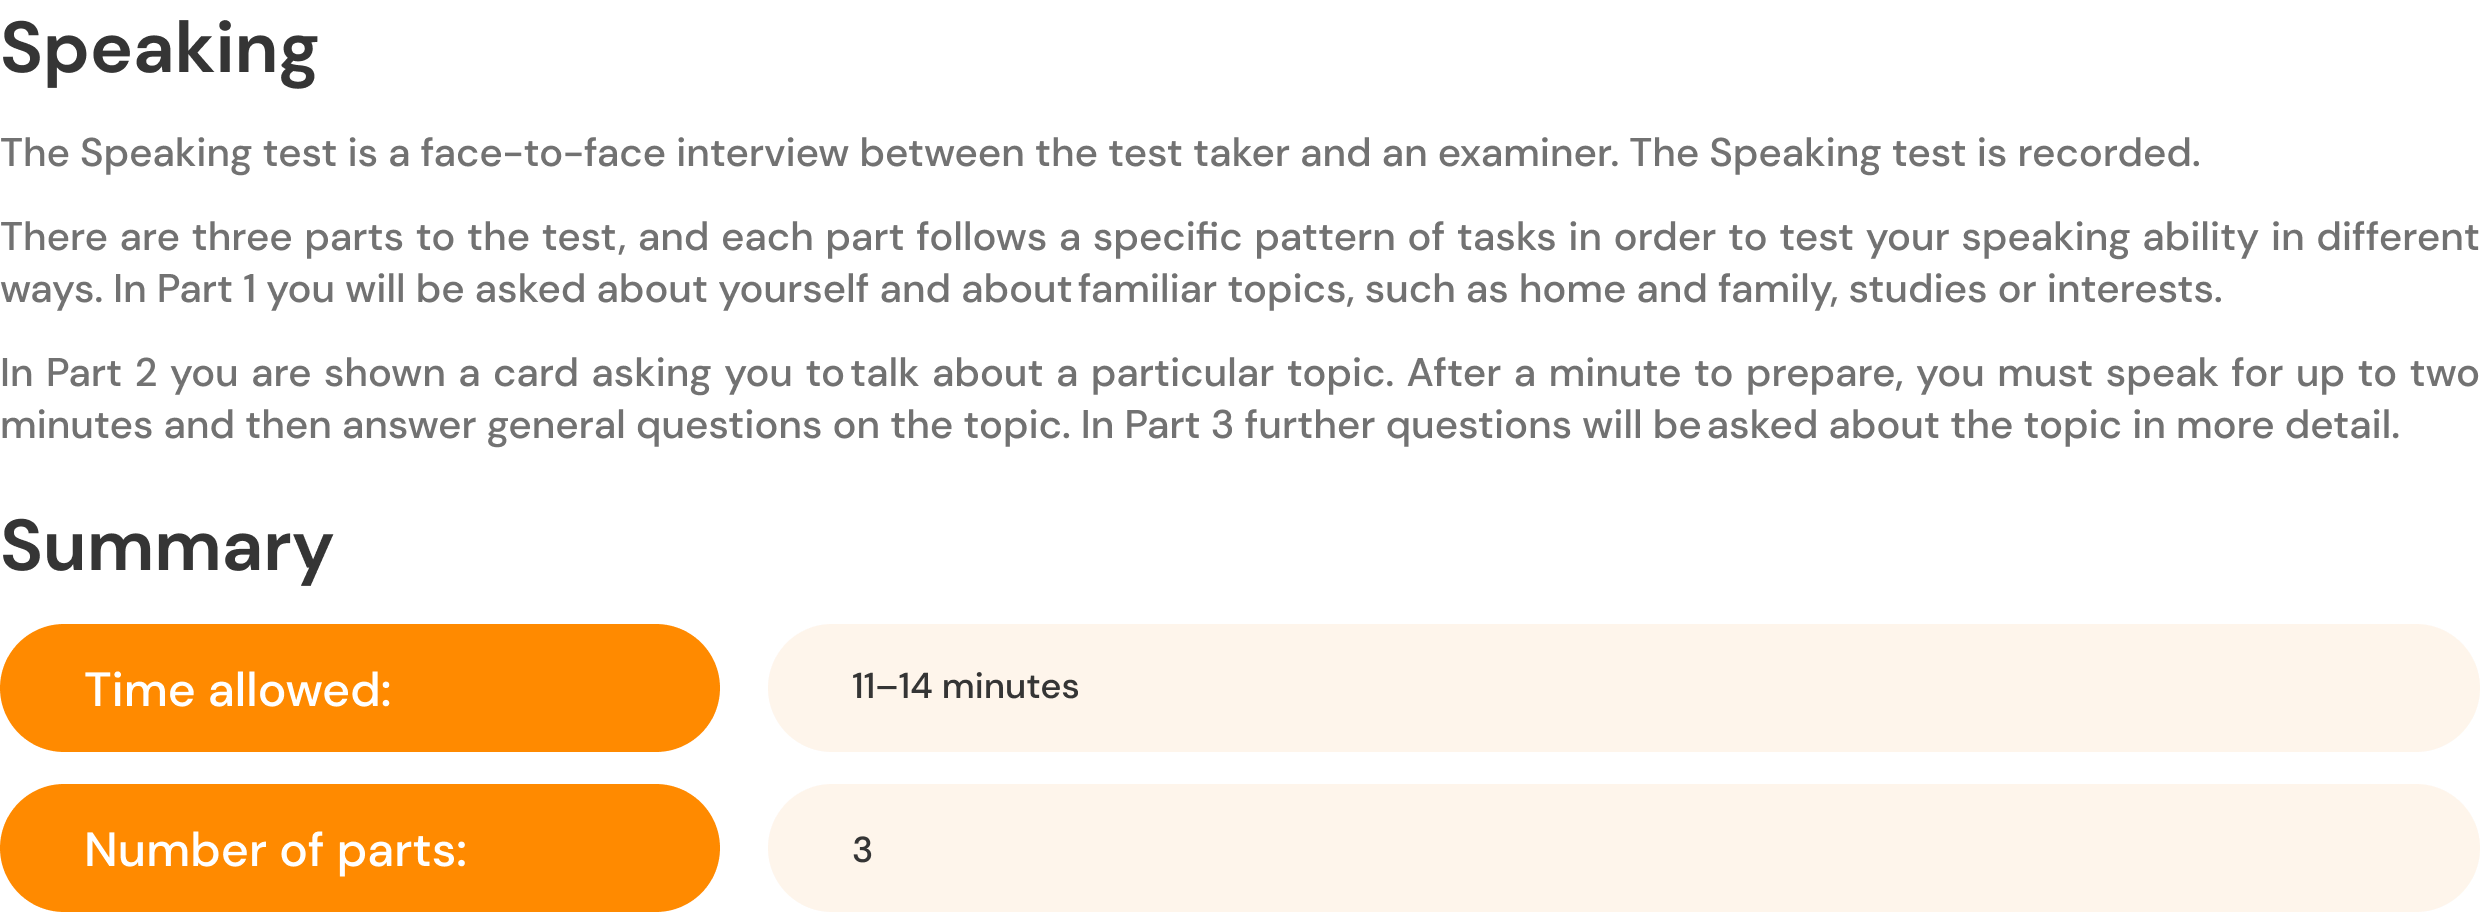 Speaking
The Speaking test is a face-to-face interview between the test taker and an examiner. The Speaking test is recorded.
There are three parts to the test, and each part follows a specific pattern of tasks in order to test your speaking ability in different
ways. In Part 1 you will be asked about yourself and about familiar topics, such as home and family, studies or interests.
In Part 2 you are shown a card asking you to talk about a particular topic. After a minute to prepare, you must speak for up to two
minutes and then answer general questions on the topic. In Part 3 further questions will be asked about the topic in more detail.
Summary
Time allowed:
11–14 minutes
Number of parts:
3